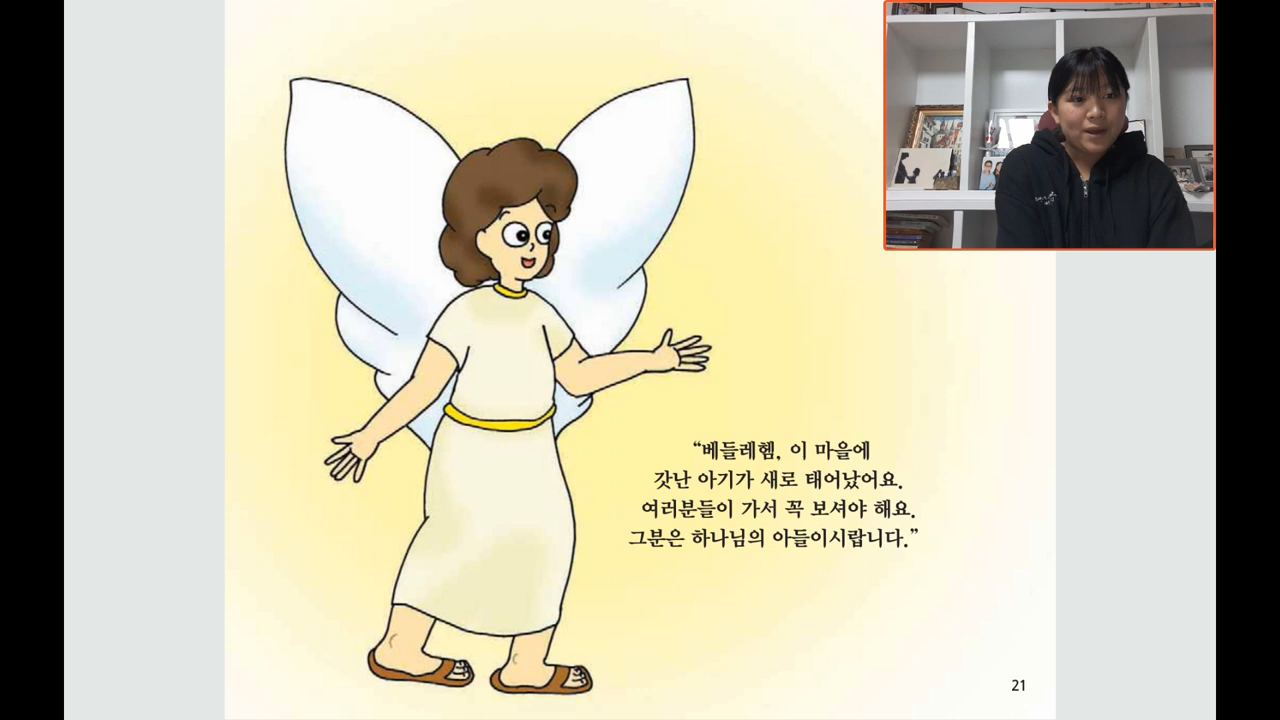 “베들레헴, 이 마을에
갓난 아기가 새로 태어났어요.
여러분들이 가서 꼭 보셔야 해요.
그분은 하나님의 아들이시랍니다.”
21